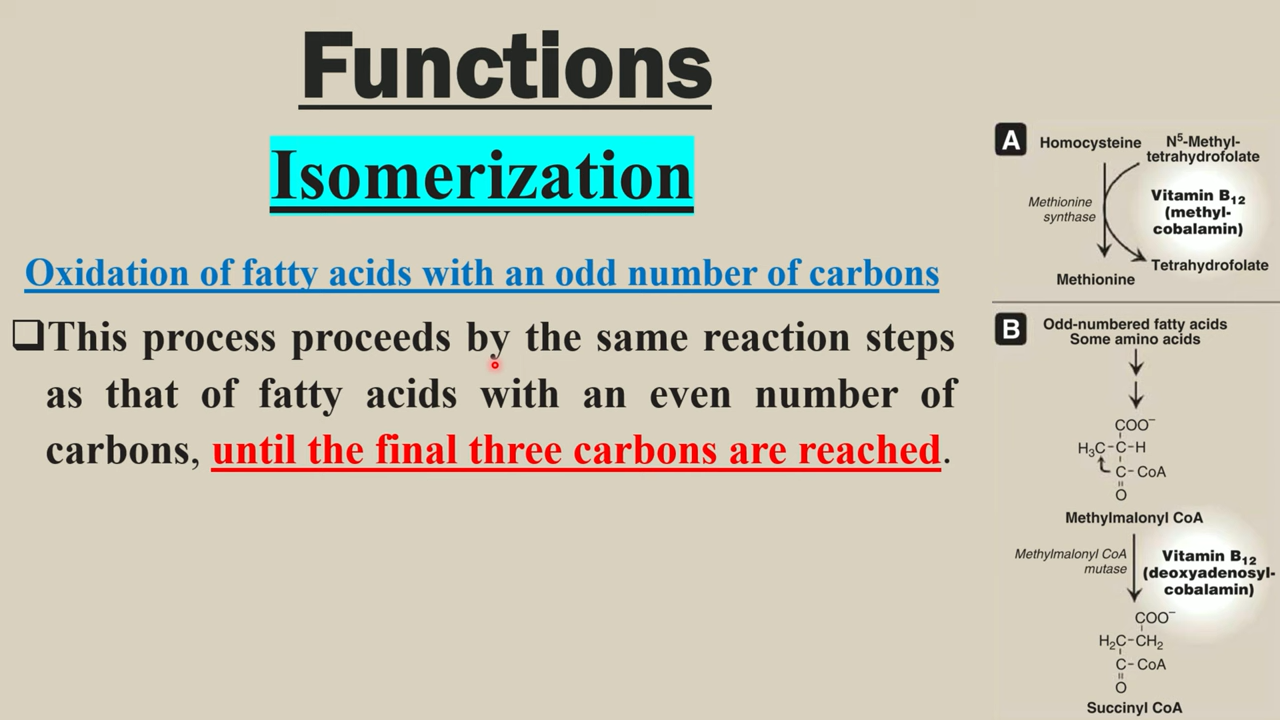 Functions
Isomerization
Oxidation of fatty acids with an odd number of carbons
❑This process proceeds by the same reaction steps
as that of fatty acids with an even number of
carbons, until the final three carbons are reached.
A
Homocysteine
N⁵-Methyl-
tetrahydrofolate
Methionine
synthase
Vitamin B₁₂
(methyl-
cobalamin)
Tetrahydrofolate
Methionine
B
Odd-numbered fatty acids
Some amino acids
COO⁻
H₃C-C-H
C-CoA
O
Methylmalonyl CoA
Methylmalonyl CoA
mutase
Vitamin B₁₂
(deoxyadenosyl-
cobalamin)
COO⁻
H₂C-CH₂
C-CoA
O
Succinyl CoA